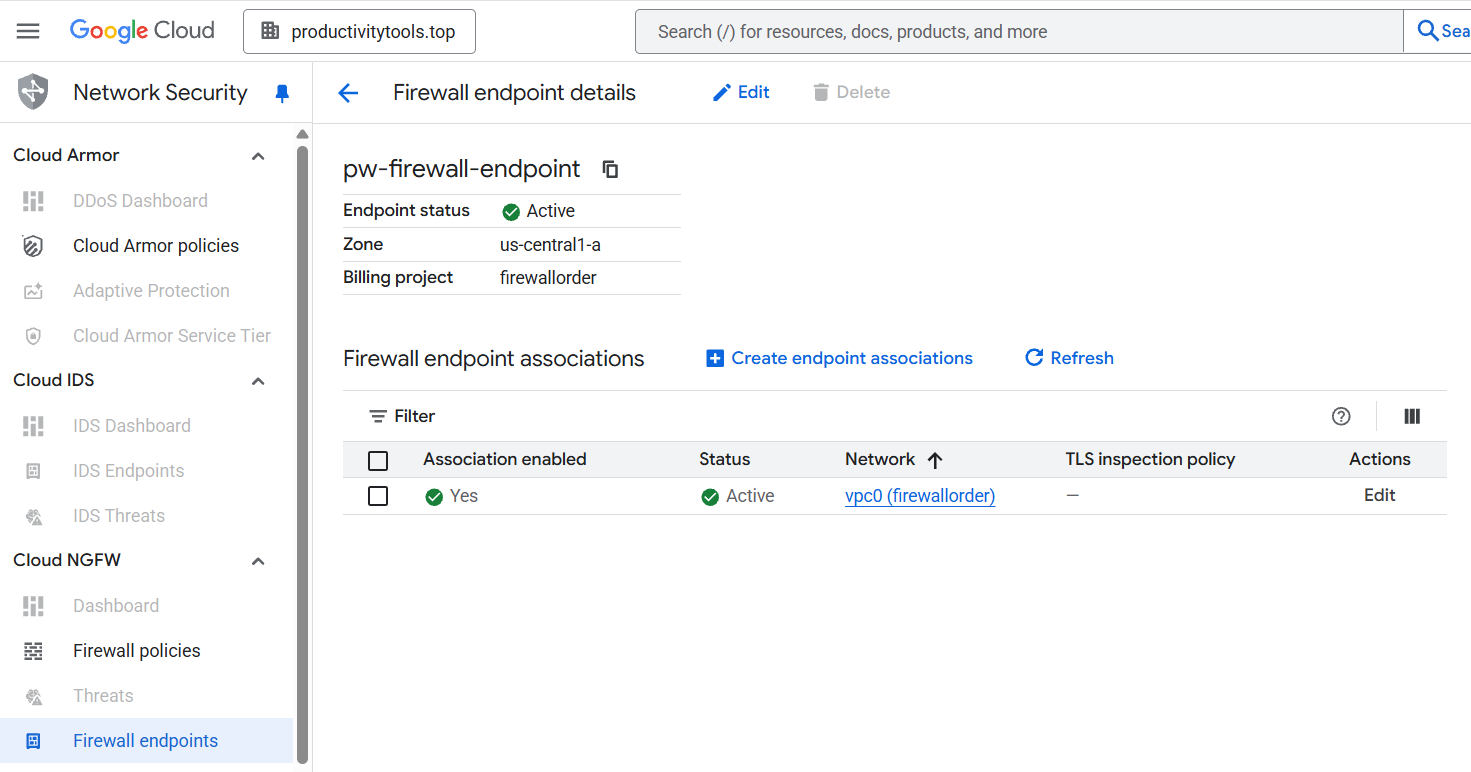 Google Cloud
productivitytools.top
Search (/) for resources, docs, products, and more
Sea
Network Security
Firewall endpoint details
Edit
Delete
Cloud Armor
DDoS Dashboard
Cloud Armor policies
Adaptive Protection
Cloud Armor Service Tier
Cloud IDS
IDS Dashboard
IDS Endpoints
IDS Threats
Cloud NGFW
Dashboard
Firewall policies
Threats
Firewall endpoints
pw-firewall-endpoint
Endpoint status Active
Zone us-central1-a
Billing project firewallorder
Firewall endpoint associations
Create endpoint associations
Refresh
Filter
Association enabled Status Network TLS inspection policy Actions
Yes Active vpc0 (firewallorder) — Edit